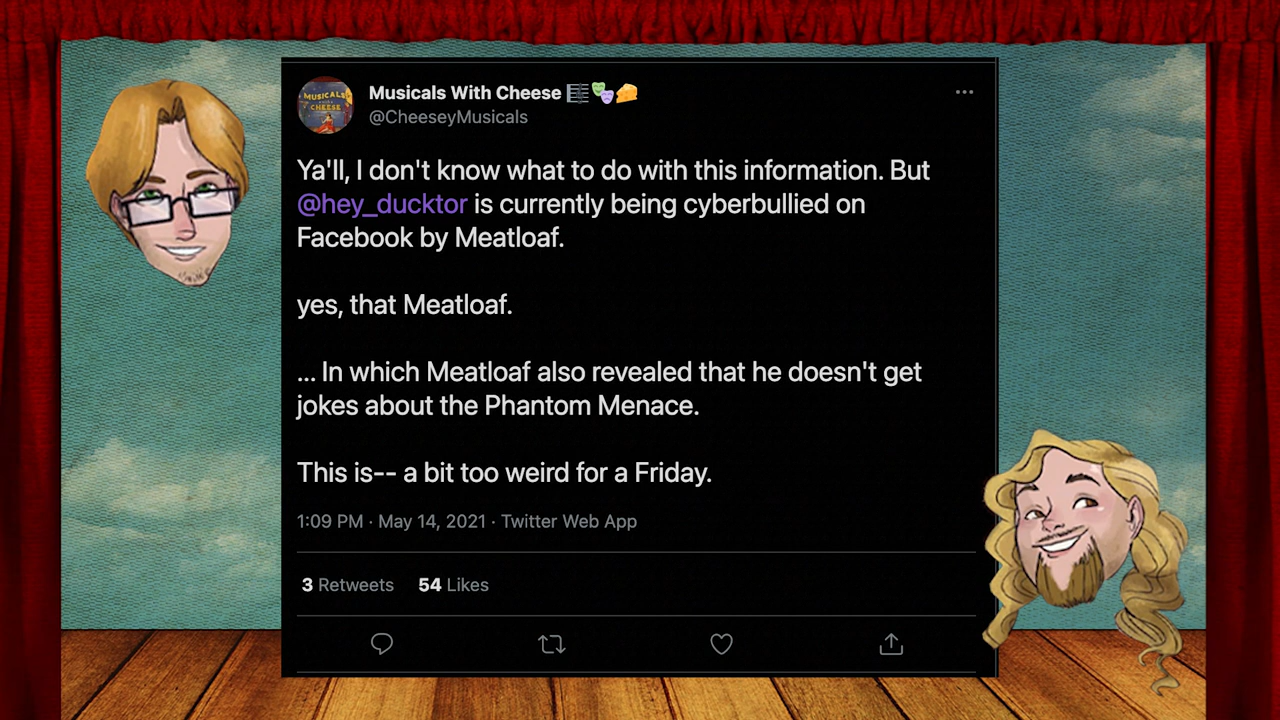 Musicals With Cheese 🎼🎭🧀
@CheeseyMusicals
MUSICALS
CHEESE
Ya'll, I don't know what to do with this information. But
@hey_ducktor is currently being cyberbullied on
Facebook by Meatloaf.
yes, that Meatloaf.
... In which Meatloaf also revealed that he doesn't get
jokes about the Phantom Menace.
This is-- a bit too weird for a Friday.
1:09 PM · May 14, 2021 · Twitter Web App
3 Retweets 54 Likes